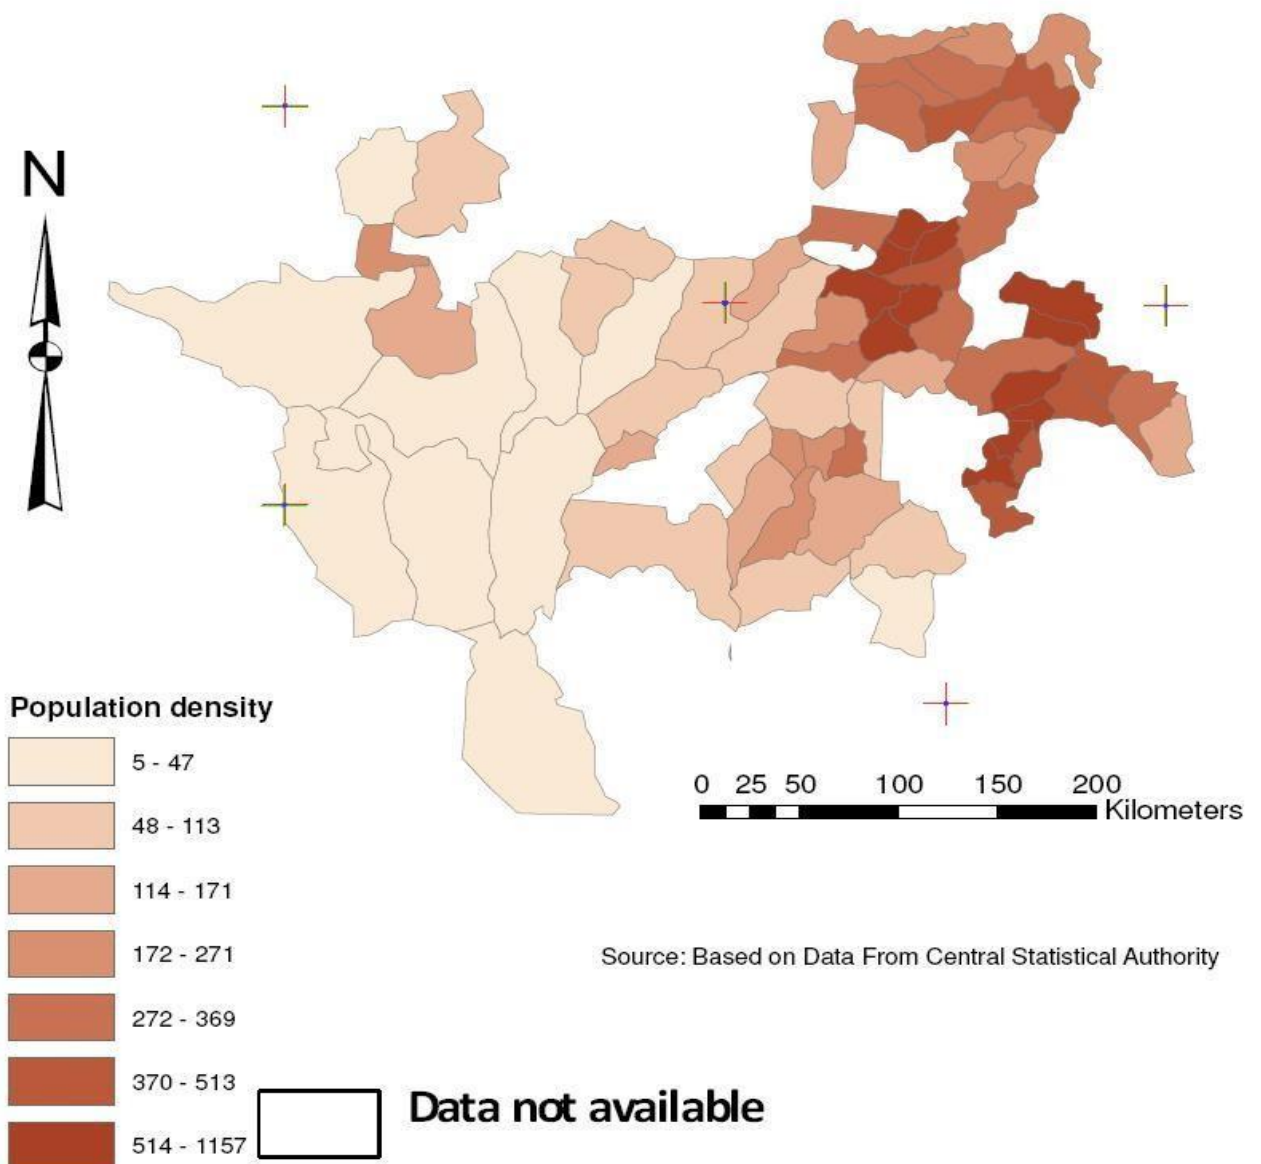 N
Population density
5 - 47
48 - 113
114 - 171
172 - 271
272 - 369
370 - 513
514 - 1157
0 25 50 100 150 200
Kilometers
Source: Based on Data From Central Statistical Authority
Data not available